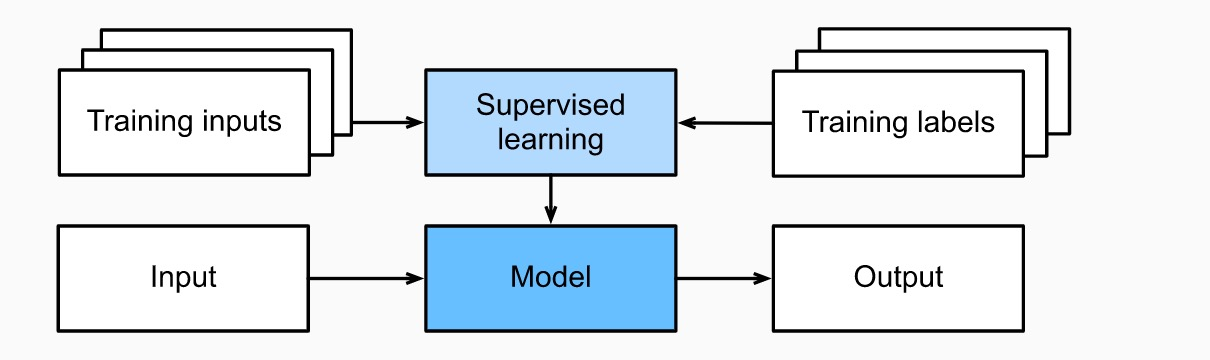 Training inputs
Supervised
learning
Training labels
Input
Model
Output